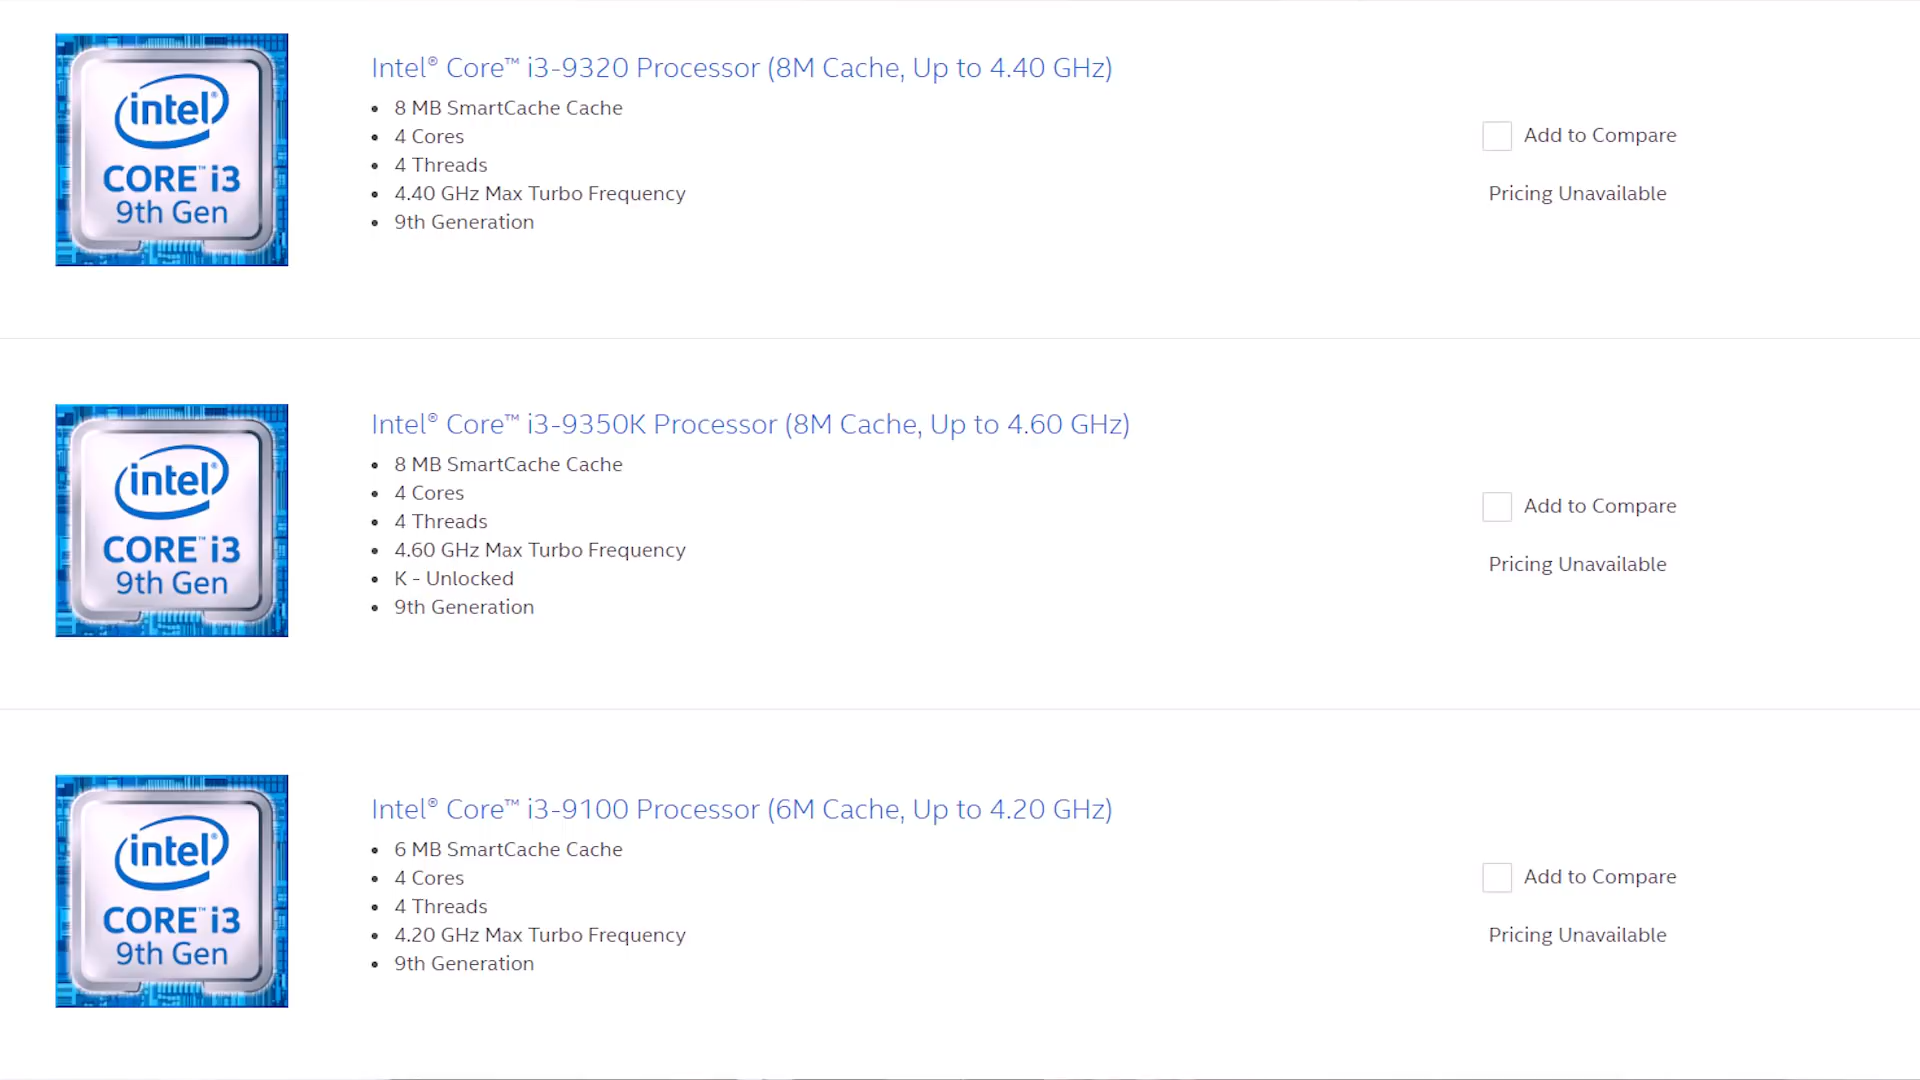 intel®
CORE™ i3
9th Gen
Intel® Core™ i3-9320 Processor (8M Cache, Up to 4.40 GHz)
• 8 MB SmartCache Cache
• 4 Cores
• 4 Threads
• 4.40 GHz Max Turbo Frequency
• 9th Generation
Add to Compare
Pricing Unavailable
intel®
CORE™ i3
9th Gen
Intel® Core™ i3-9350K Processor (8M Cache, Up to 4.60 GHz)
• 8 MB SmartCache Cache
• 4 Cores
• 4 Threads
• 4.60 GHz Max Turbo Frequency
• K - Unlocked
• 9th Generation
Add to Compare
Pricing Unavailable
intel®
CORE™ i3
9th Gen
Intel® Core™ i3-9100 Processor (6M Cache, Up to 4.20 GHz)
• 6 MB SmartCache Cache
• 4 Cores
• 4 Threads
• 4.20 GHz Max Turbo Frequency
• 9th Generation
Add to Compare
Pricing Unavailable